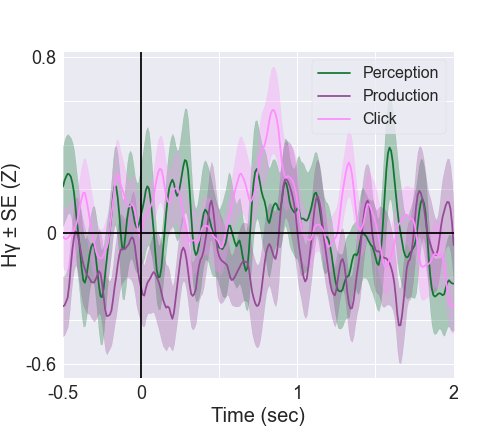 0.8
Perception
Production
Click
Hγ ± SE (Z)
0
-0.6
-0.5 0 1 2
Time (sec)